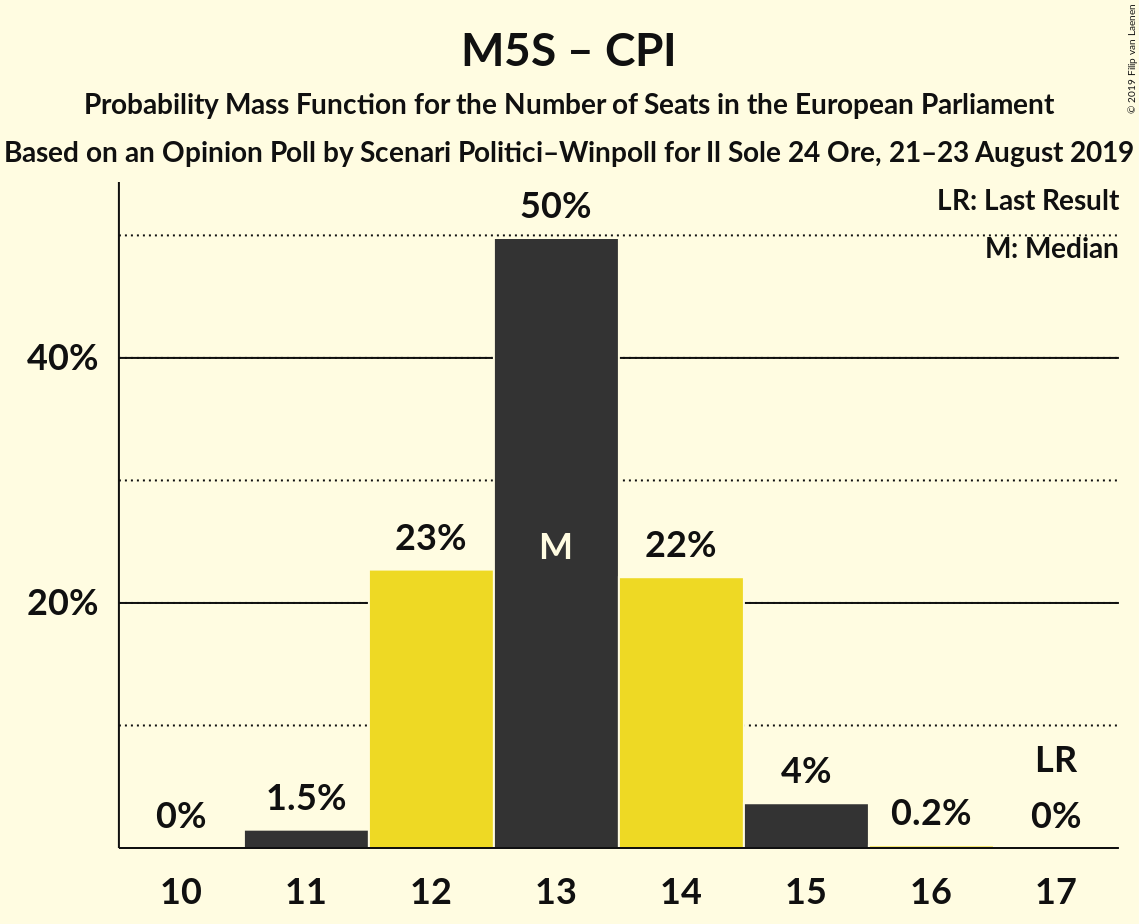 M5S – CPI
Probability Mass Function for the Number of Seats in the European Parliament
Based on an Opinion Poll by Scenari Politici–Winpoll for Il Sole 24 Ore, 21–23 August 2019
© 2019 Filip van Laenen
LR: Last Result
M: Median
50%
40%
23%
M
22%
20%
LR
0%
1.5%
4%
0.2%
0%
10 11 12 13 14 15 16 17